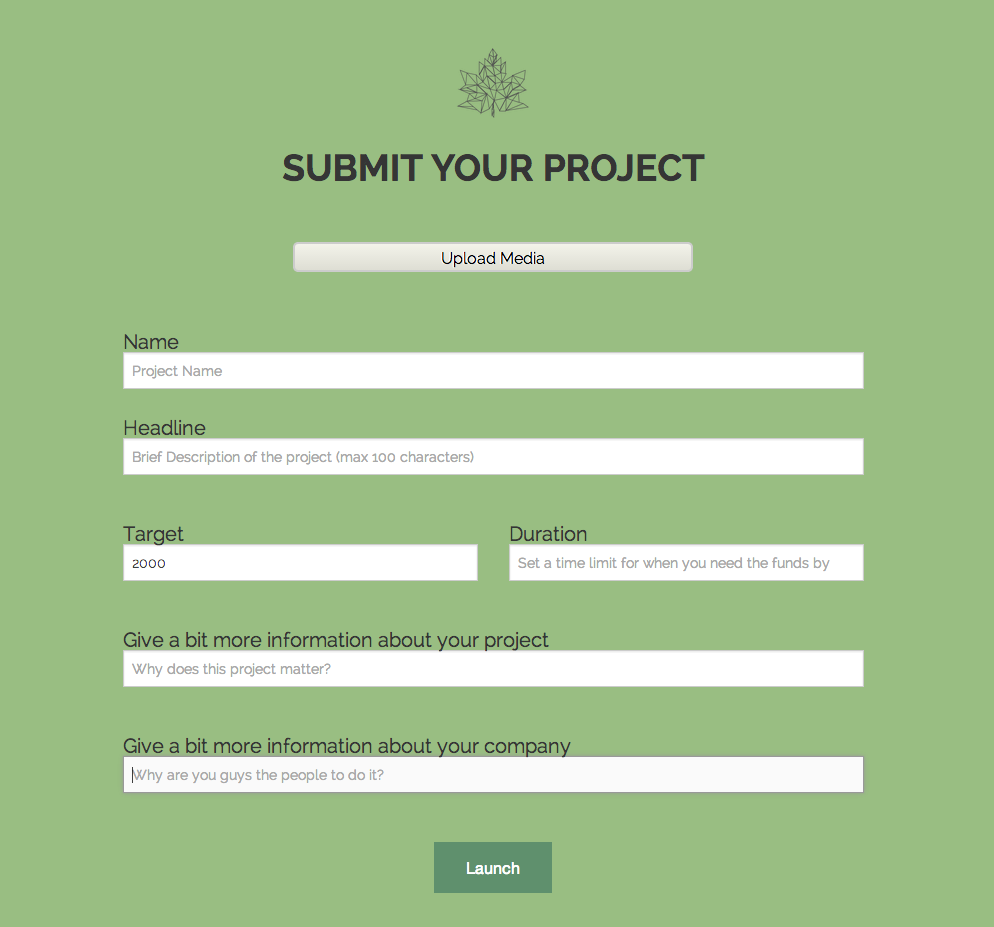 SUBMIT YOUR PROJECT
Upload Media
Name
Project Name
Headline
Brief Description of the project (max 100 characters)
Target
2000
Duration
Set a time limit for when you need the funds by
Give a bit more information about your project
Why does this project matter?
Give a bit more information about your company
Why are you guys the people to do it?
Launch